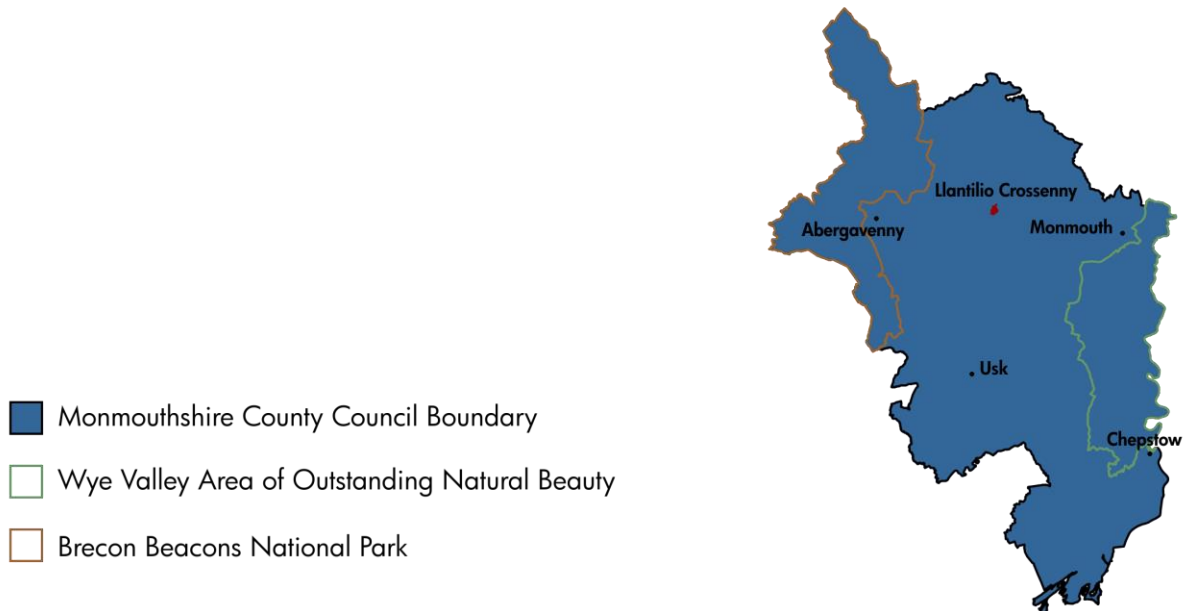 Llantilio Crossenny
Abergavenny
Monmouth
Usk
Chepstow
Monmouthshire County Council Boundary
Wye Valley Area of Outstanding Natural Beauty
Brecon Beacons National Park